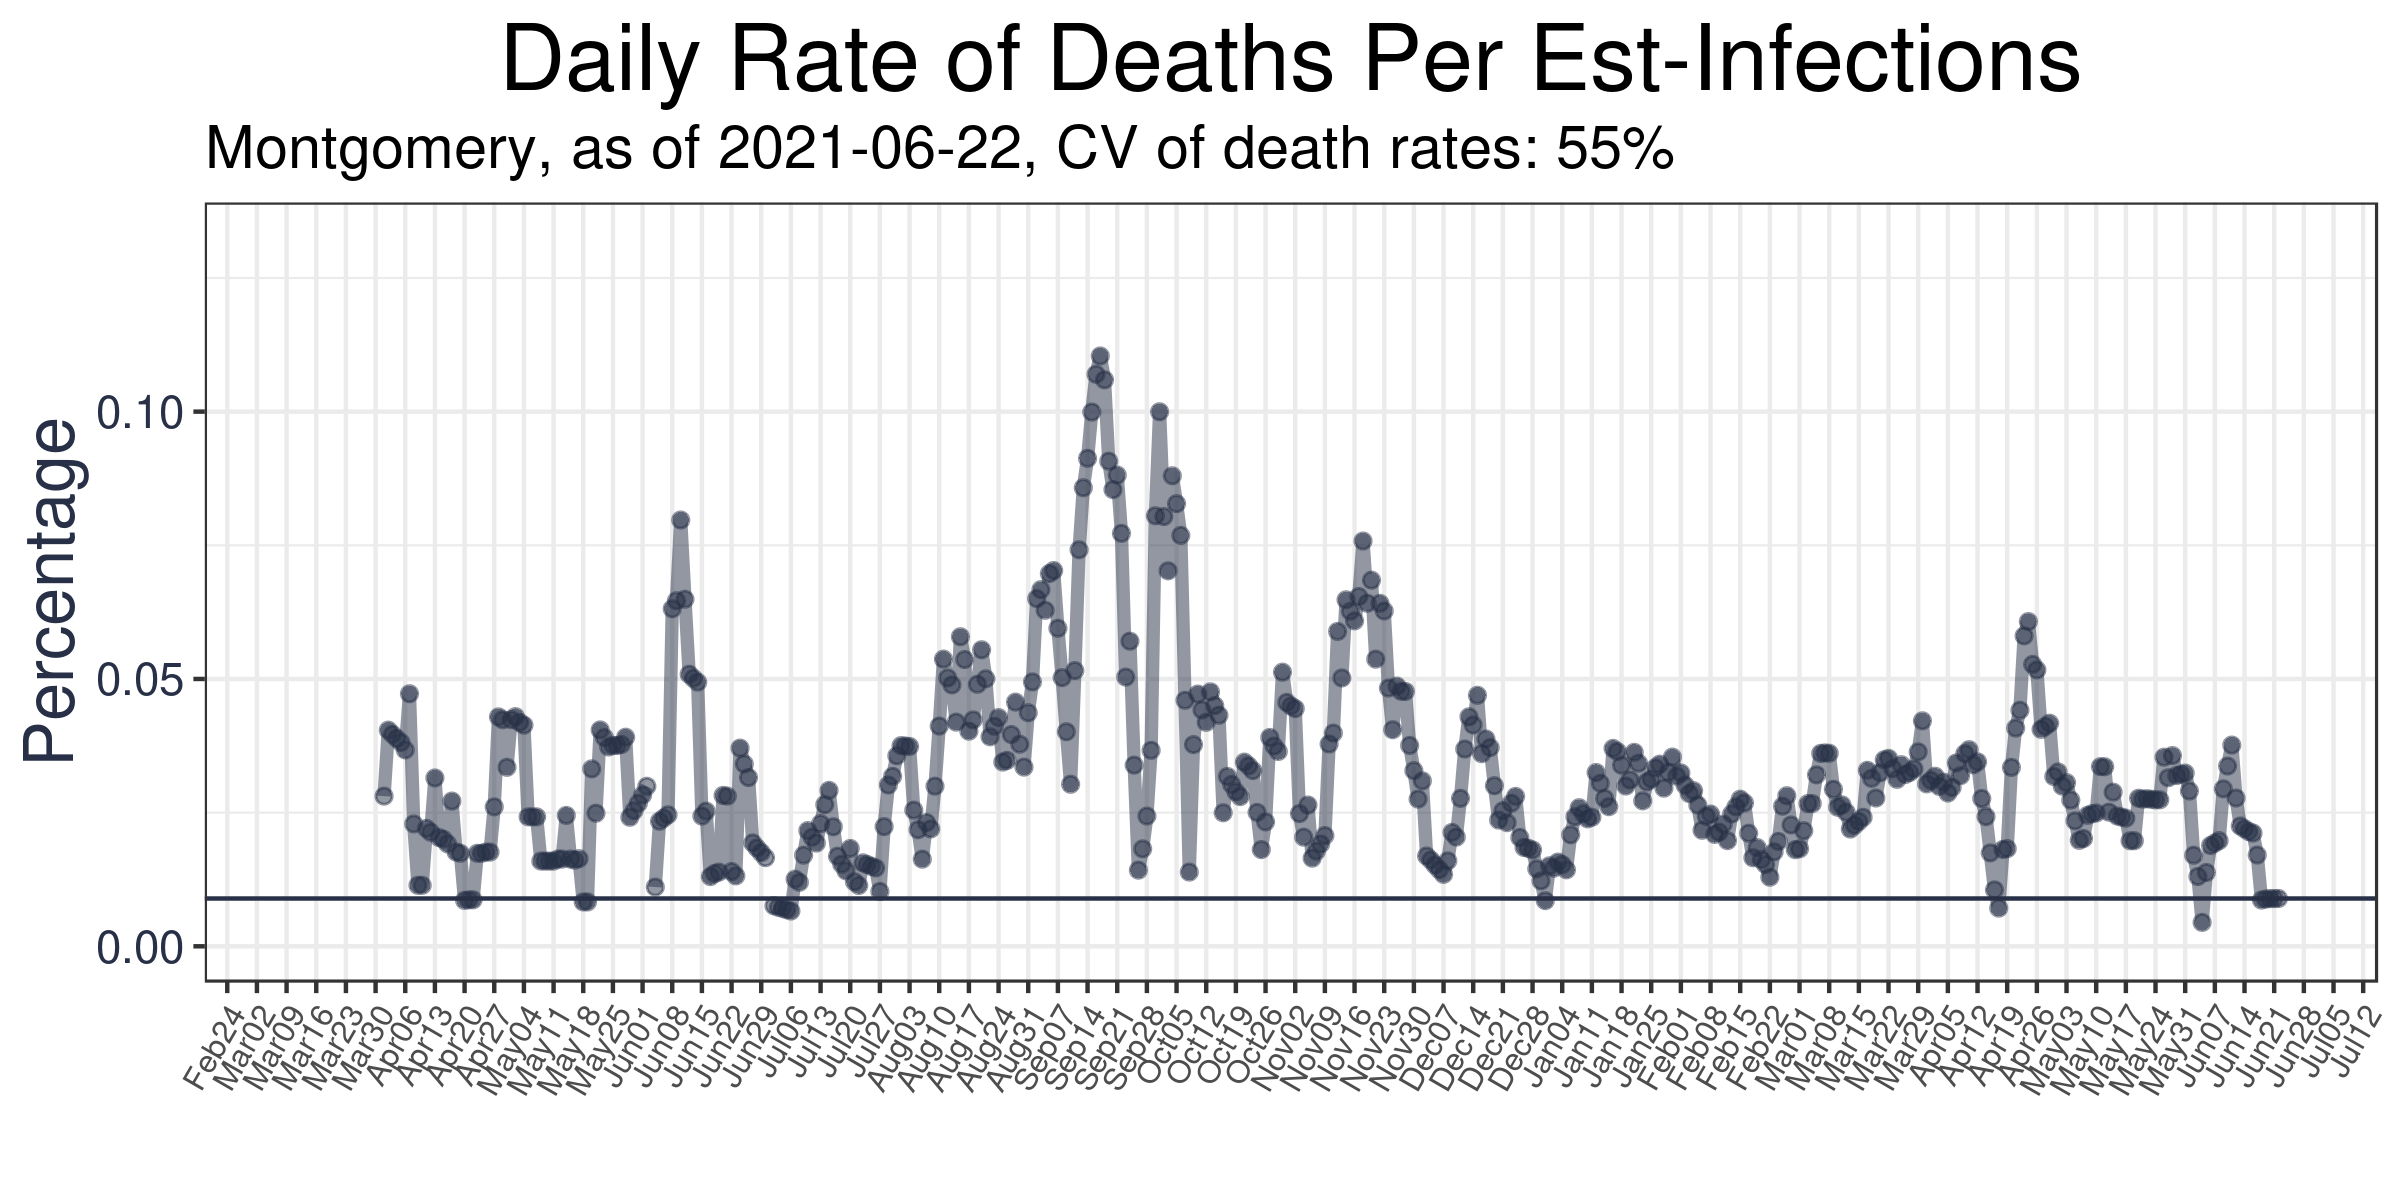 Daily Rate of Deaths Per Est-Infections
Montgomery, as of 2021-06-22, CV of death rates: 55%
Percentage
0.10
0.05
0.00
Feb24
Mar02
Mar09
Mar16
Mar23
Mar30
Apr06
Apr13
Apr20
Apr27
May04
May11
May18
May25
Jun01
Jun08
Jun15
Jun22
Jun29
Jul06
Jul13
Jul20
Jul27
Aug03
Aug10
Aug17
Aug24
Aug31
Sep07
Sep14
Sep21
Sep28
Oct05
Oct12
Oct19
Oct26
Nov02
Nov09
Nov16
Nov23
Nov30
Dec07
Dec14
Dec21
Dec28
Jan04
Jan11
Jan18
Jan25
Feb01
Feb08
Feb15
Feb22
Mar01
Mar08
Mar15
Mar22
Mar29
Apr05
Apr12
Apr19
Apr26
May03
May10
May17
May24
May31
Jun07
Jun14
Jun21
Jun28
Jul05
Jul12